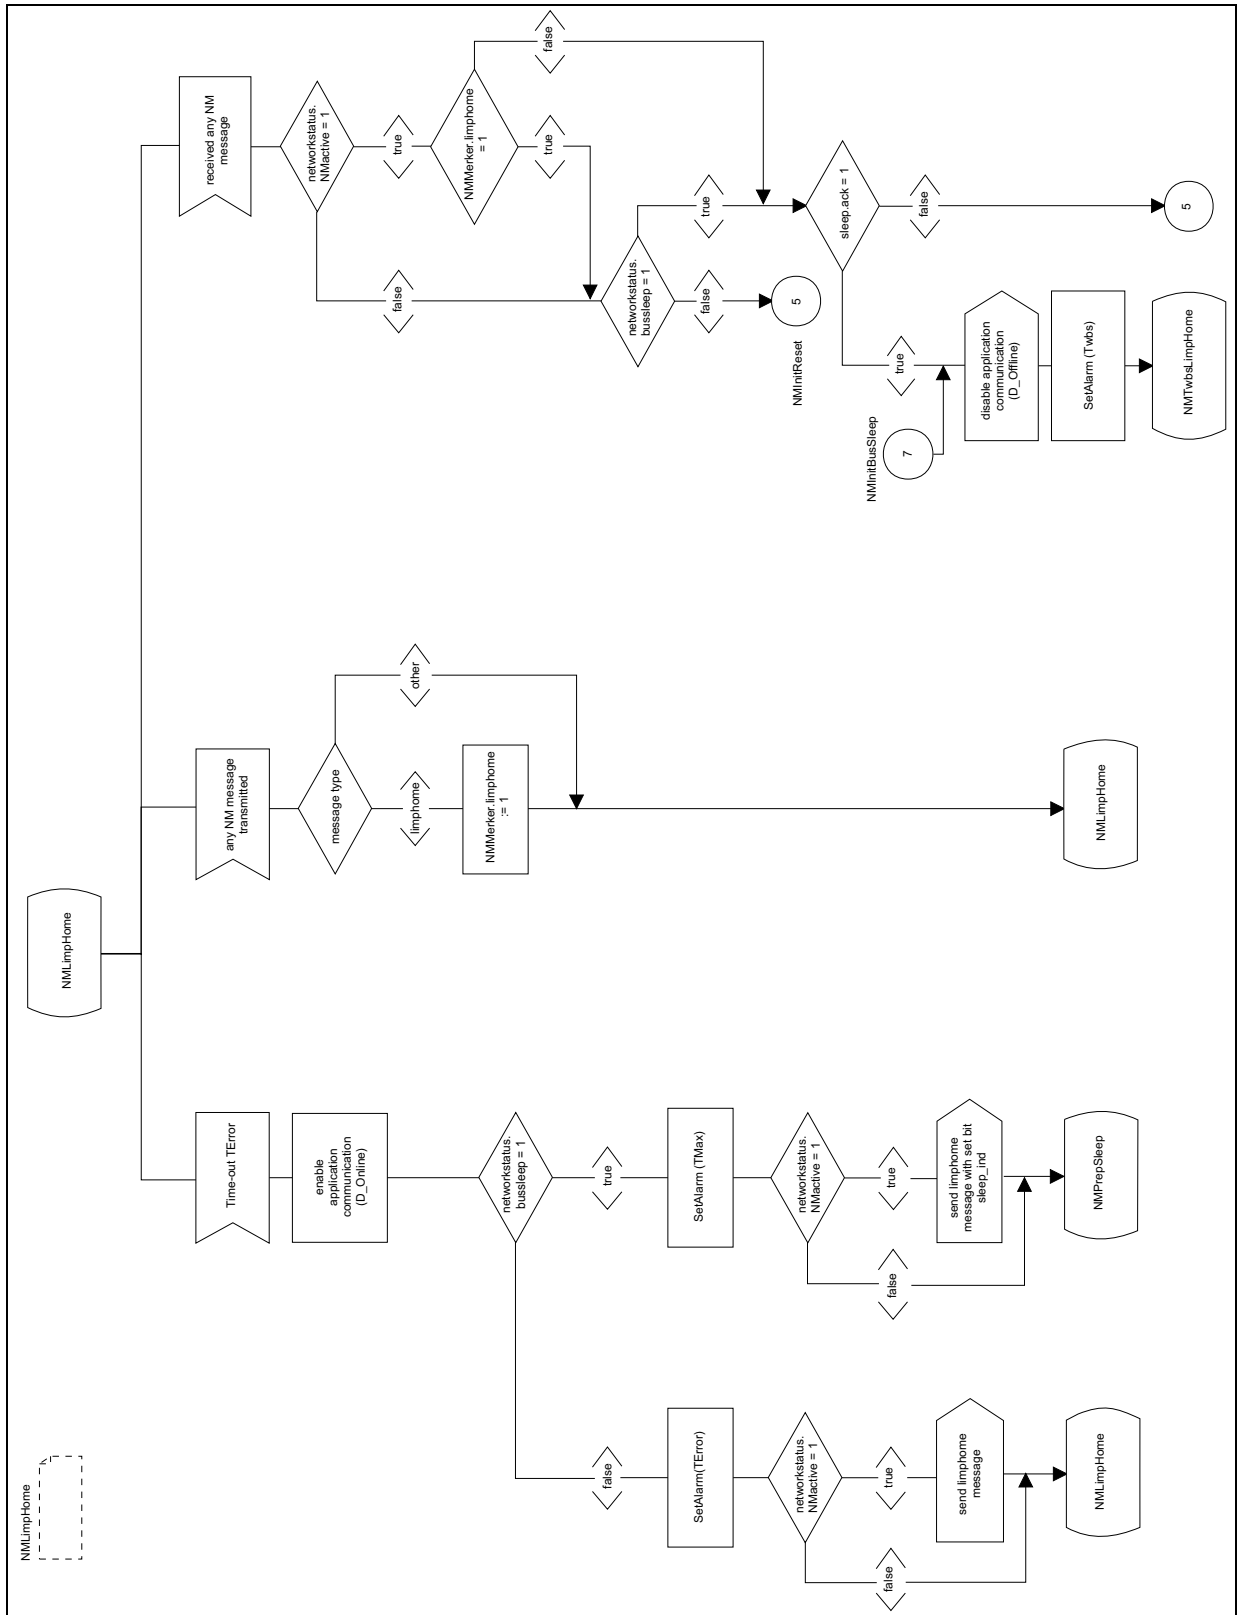 NMLimpHome
NMLimpHome
Time-out TError
enable
application
communication
(D_Online)
networkstatus.
bussleep = 1
false
true
SetAlarm(TError)
SetAlarm (TMax)
networkstatus.
NMactive = 1
networkstatus.
NMactive = 1
false
true
false
true
send limphome
message
send limphome
message with set bit
sleep_ind
NMLimpHome
NMPrepSleep
any NM message
transmitted
message type
limphome
other
NMMerker.limphome
:= 1
NMLimpHome
received any NM
message
networkstatus.
NMactive = 1
false
true
NMMerker.limphome
= 1
true
false
networkstatus.
bussleep = 1
false
true
NMInitReset
5
sleep.ack = 1
true
false
NMInitBusSleep
7
disable application
communication
(D_Offline)
SetAlarm (Twbs)
NMTwbsLimpHome
5